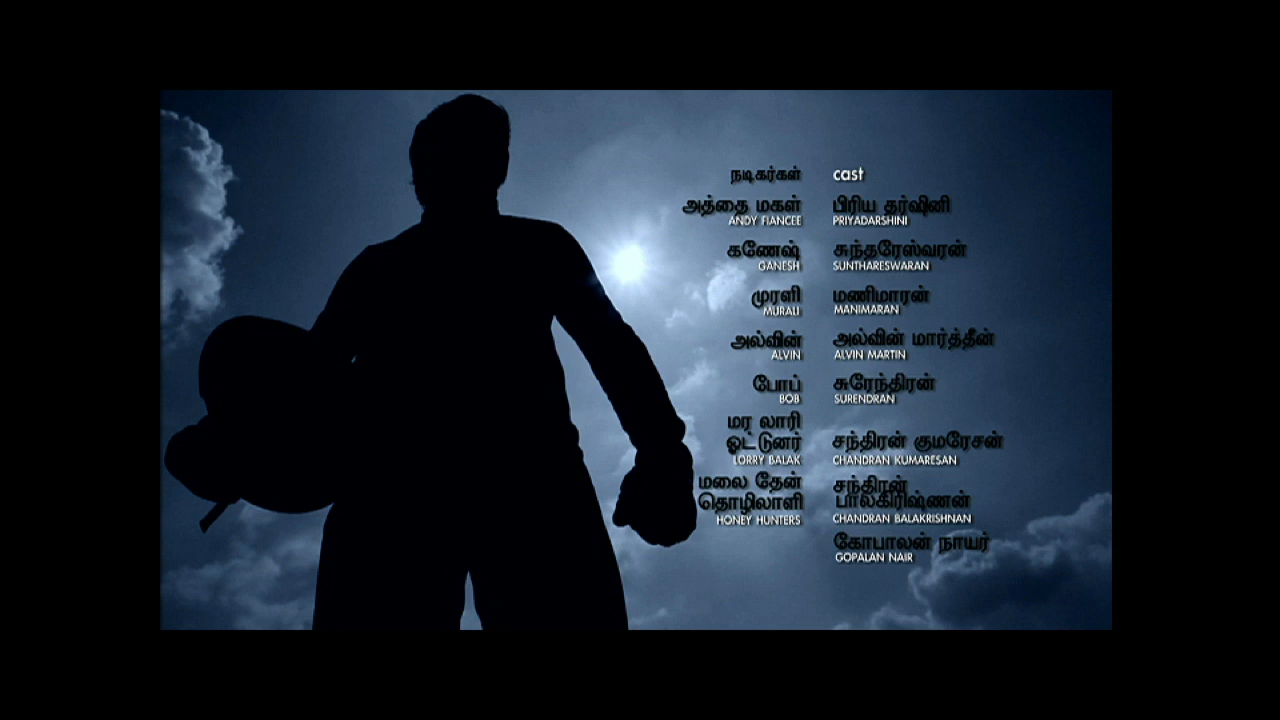 நடிகர்கள் cast
அத்தை மகள் பிரிய தர்ஷினி
ANDY FIANCEE PRIYADARSHINI
கணேஷ் சுந்தரேஸ்வரன்
GANESH SUNTHARESWARAN
முரளி மணிமாரன்
MURALI MANIMARAN
அல்வின் அல்வின் மார்த்தீன்
ALVIN ALVIN MARTIN
போப் சுரேந்திரன்
BOB SURENDRAN
மர லாரி
ஓட்டுனர் சந்திரன் குமரேசன்
LORRY BALAK CHANDRAN KUMARESAN
மலை தேன் சந்திரன்
தொழிலாளி பாலகிரிஷ்ணன்
HONEY HUNTERS CHANDRAN BALAKRISHNAN
கோபாலன் நாயர்
GOPALAN NAIR